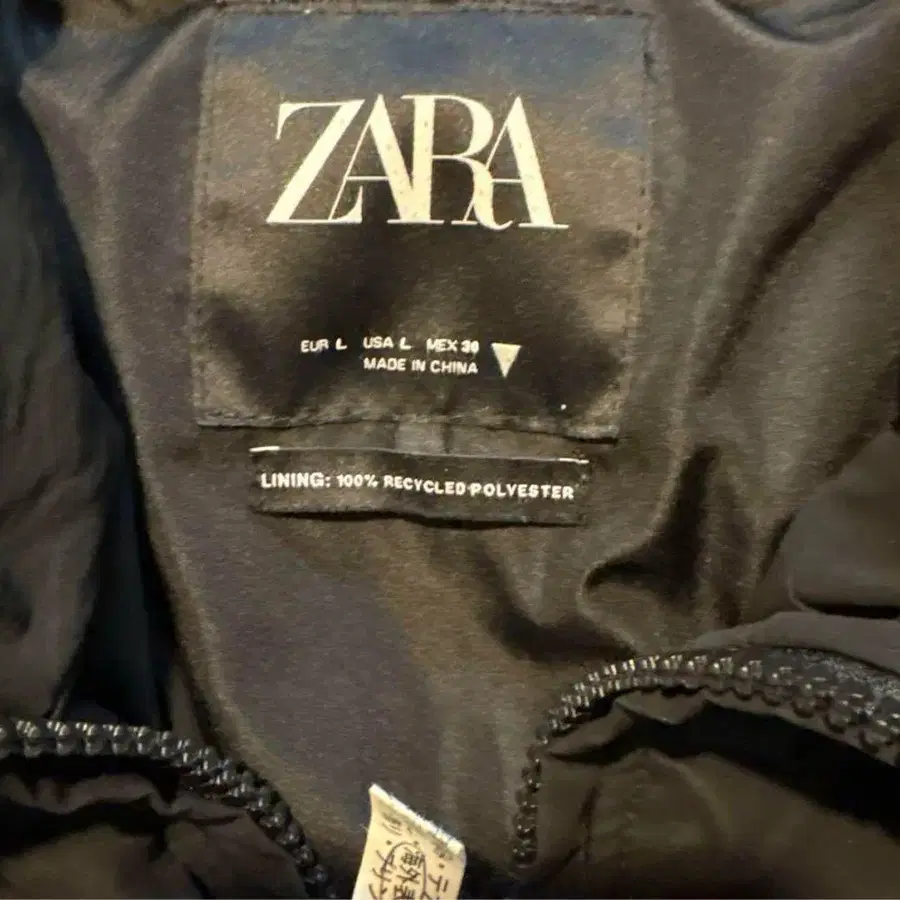 ZARA
EUR L USA L MEX 30
MADE IN CHINA
LINING: 100% RECYCLED POLYESTER